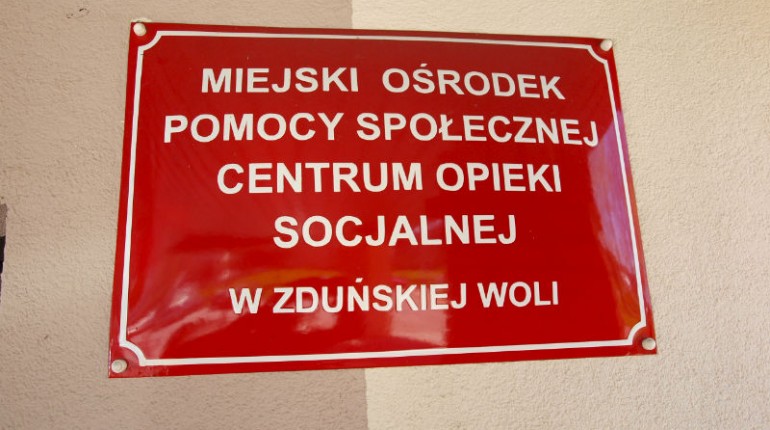 MIEJSKI OŚRODEK
POMOCY SPOŁECZNEJ
CENTRUM OPIEKI
SOCJALNEJ
W ZDUŃSKIEJ WOLI